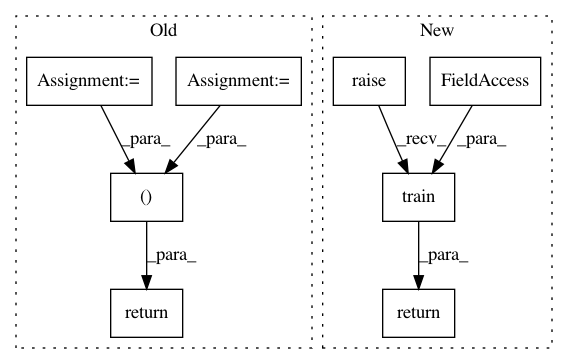 Old
New
Assignment:=
Assignment:=
raise
FieldAccess
_para_
_para_
_recv_
_para_
()
train
_para_
_para_
return
return